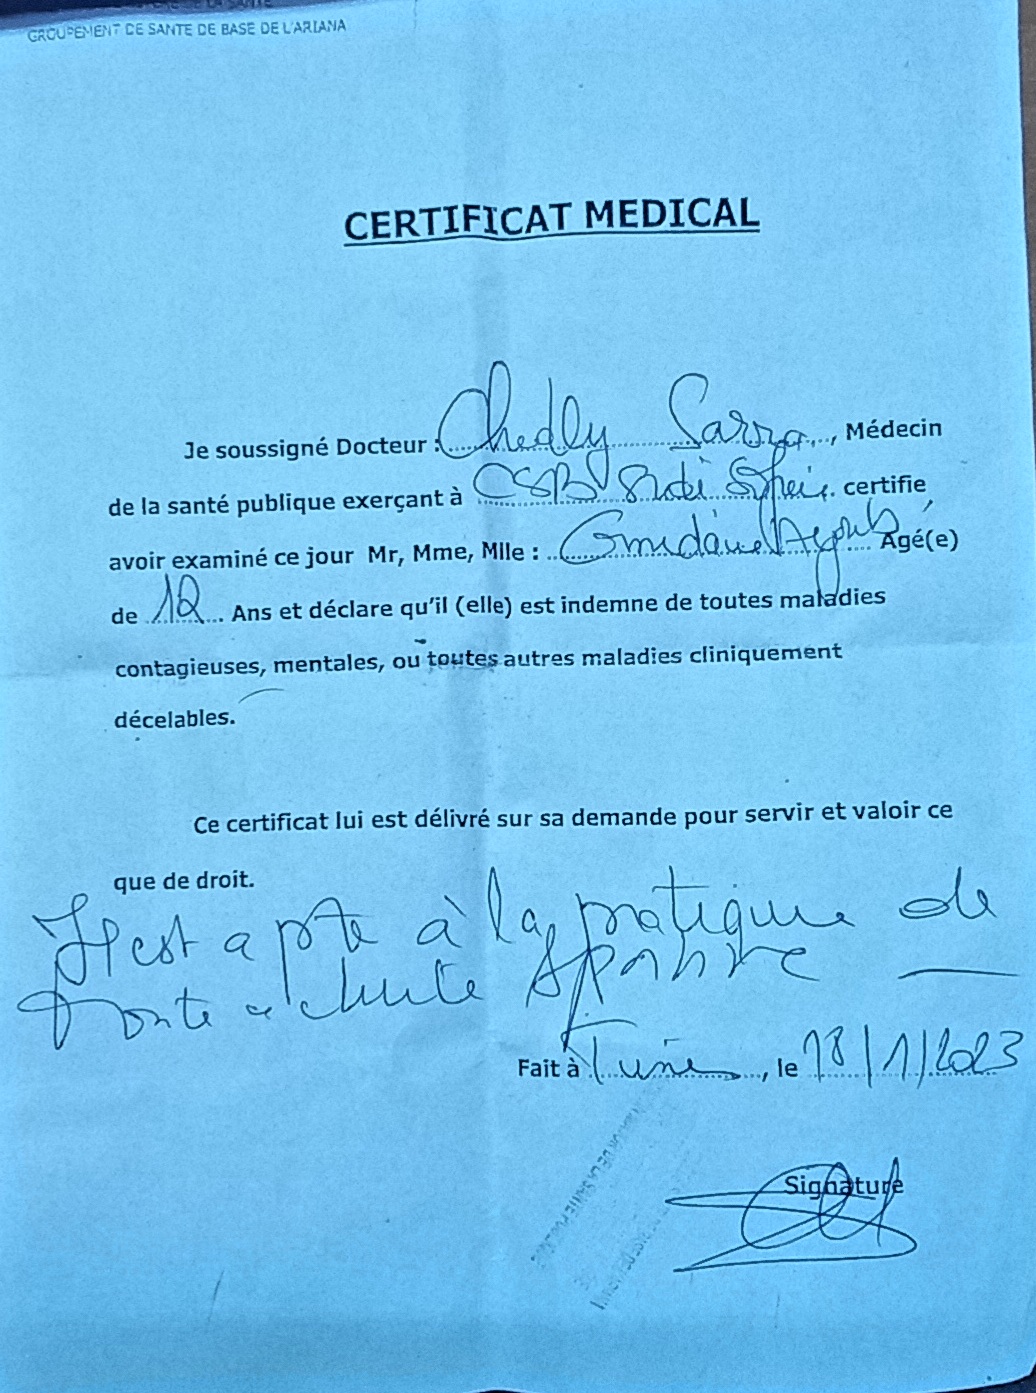 GROUPEMENT DE SANTE DE BASE DE L'ARIANA
CERTIFICAT MEDICAL
Je soussigné Docteur : Chedly Sarra, Médecin
de la santé publique exerçant à CSB certifie
avoir examiné ce jour Mr, Mme, Mlle : Agé(e)
de 12 Ans et déclare qu'il (elle) est indemne de toutes maladies
contagieuses, mentales, ou toutes autres maladies cliniquement
décelables.
Ce certificat lui est délivré sur sa demande pour servir et valoir ce
que de droit.
Il est apte à la pratique de
toute activité sportive
Fait à Tunis, le 18/1/2023
Signature